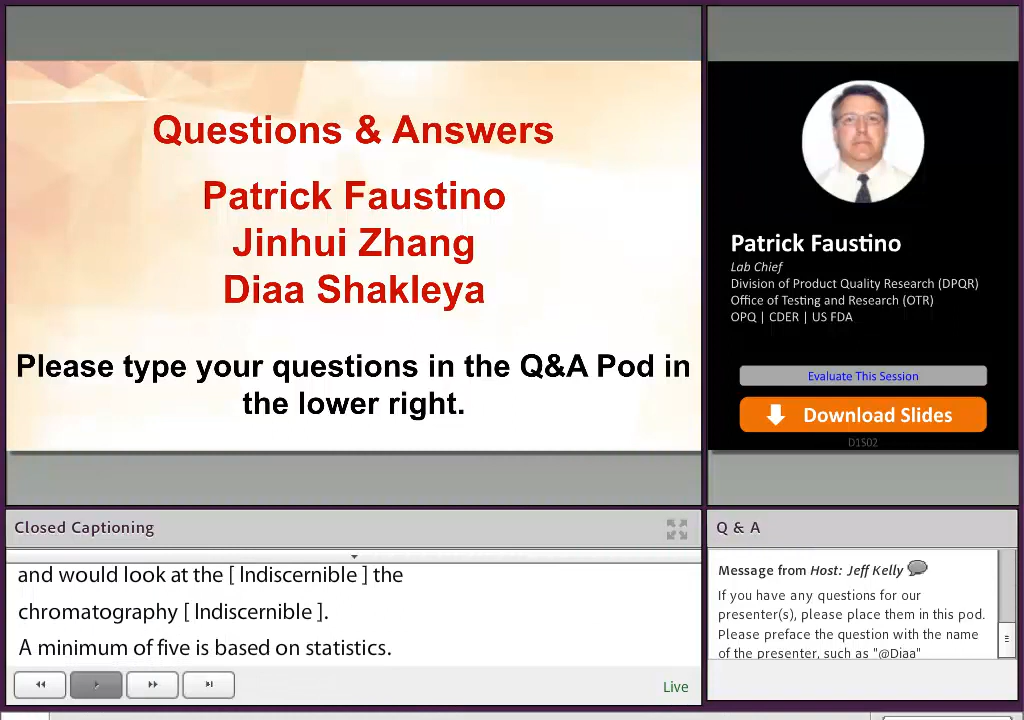 Questions & Answers
Patrick Faustino
Jinhui Zhang
Diaa Shakleya
Please type your questions in the Q&A Pod in
the lower right.
Patrick Faustino
Lab Chief
Division of Product Quality Research (DPQR)
Office of Testing and Research (OTR)
OPQ | CDER | US FDA
Evaluate This Session
Download Slides
D1S02
Closed Captioning
and would look at the [ Indiscernible ] the
chromatography [ Indiscernible ].
A minimum of five is based on statistics.
Live
Q & A
Message from Host: Jeff Kelly
If you have any questions for our
presenter(s), please place them in this pod.
Please preface the question with the name
of the presenter, such as "@Diaa"